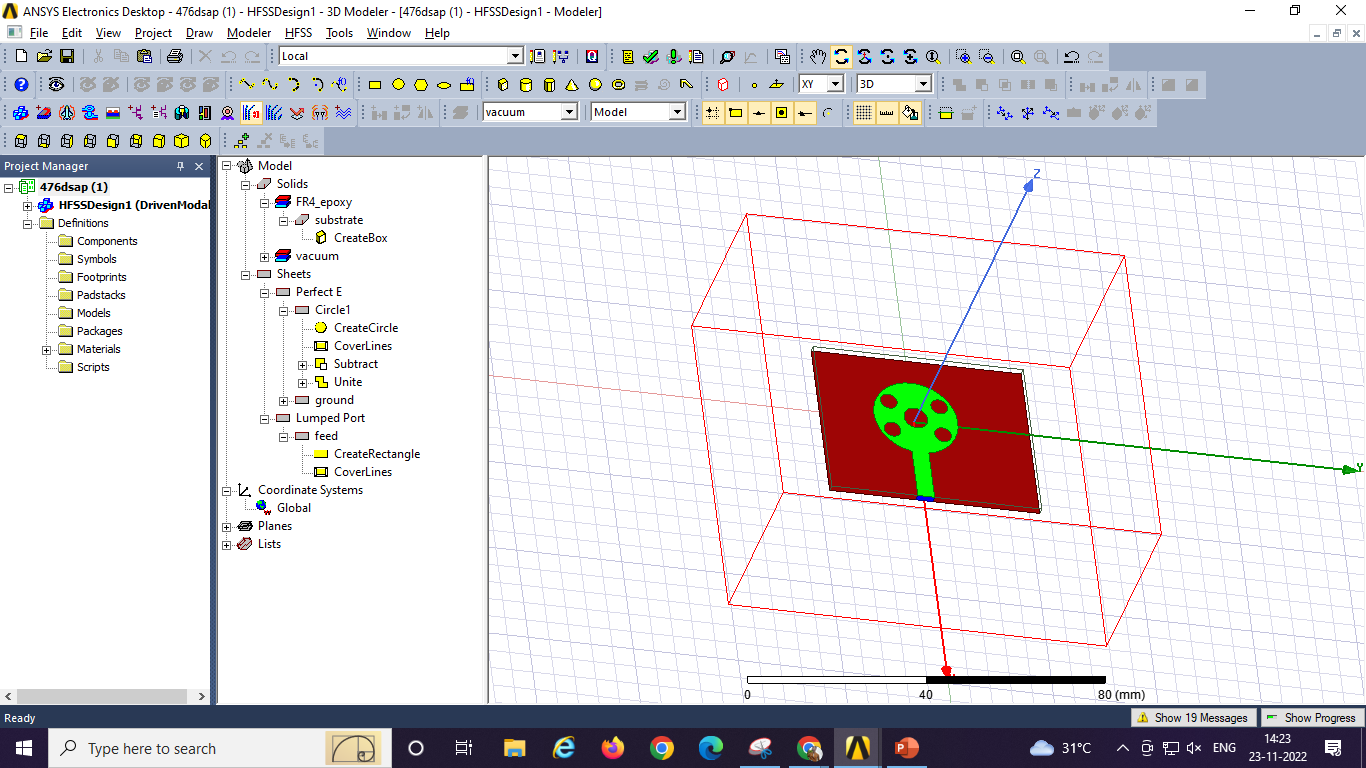 ANSYS Electronics Desktop - 476dsap (1) - HFSSDesign1 - 3D Modeler - [476dsap (1) - HFSSDesign1 - Modeler]
File Edit View Project Draw Modeler HFSS Tools Window Help
Local
XY
3D
vacuum
Model
Project Manager
476dsap (1)
HFSSDesign1 (DrivenModal
Definitions
Components
Symbols
Footprints
Padstacks
Models
Packages
Materials
Scripts
Model
Solids
FR4_epoxy
substrate
CreateBox
vacuum
Sheets
Perfect E
Circle1
CreateCircle
CoverLines
Subtract
Unite
ground
Lumped Port
feed
CreateRectangle
CoverLines
Coordinate Systems
Global
Planes
Lists
Z
Y
0 40 80 (mm)
Ready
Show 19 Messages
Show Progress
Type here to search
31°C
ENG
14:23
23-11-2022